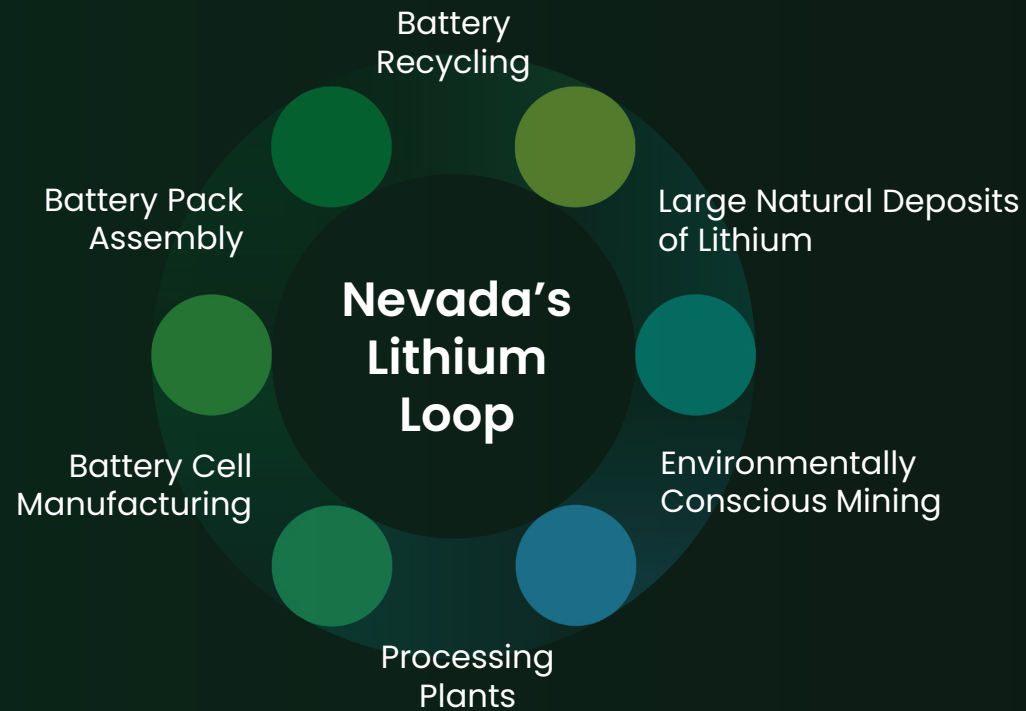 Battery
Recycling
Large Natural Deposits
of Lithium
Environmentally
Conscious Mining
Processing
Plants
Battery Cell
Manufacturing
Battery Pack
Assembly
Nevada’s
Lithium
Loop